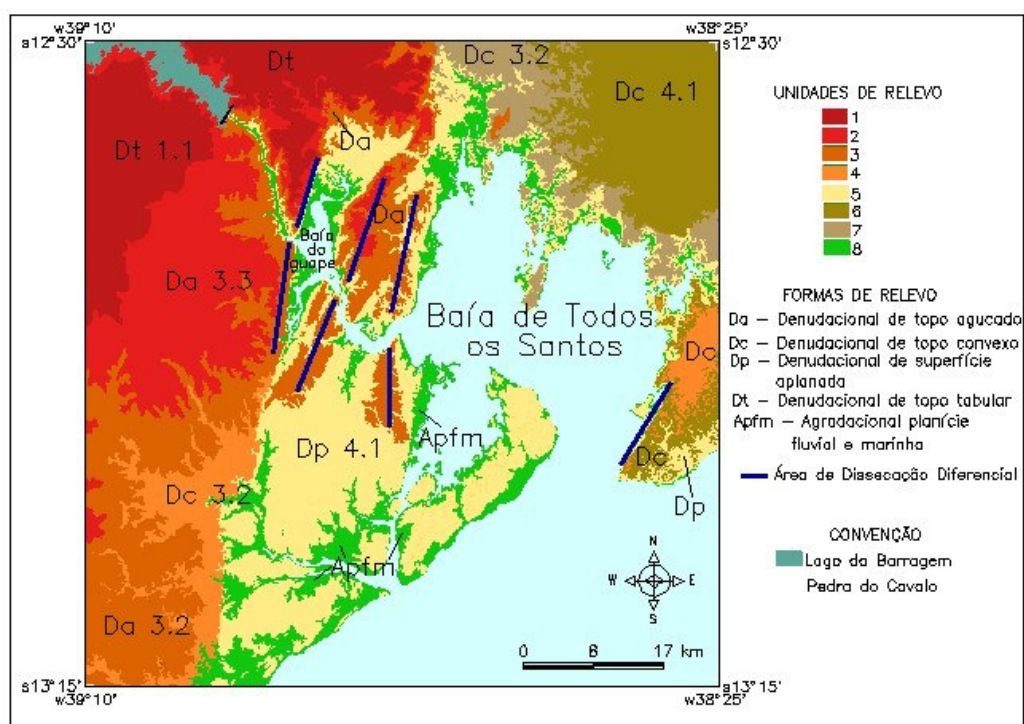 w39°10'
w38°25'
s12°30'
s12°30'
Dt
Dc 3.2
Dc 4.1
Da
Dt 1.1
Da
Baía
do
Iguape
Da 3.3
Baía de Todos
os Santos
Dc
Apfm
Dp 4.1
Dc
Dc 3.2
Dp
Apfm
Da 3.2
N
W
E
S
0 6 17 km
s13°15'
s13°15'
w39°10'
w38°25'
UNIDADES DE RELEVO
1
2
3
4
5
6
7
8
FORMAS DE RELEVO
Da – Denudacional de topo aguçado
Dc – Denudacional de topo convexo
Dp – Denudacional de superfície
aplanada
Dt – Denudacional de topo tabular
Apfm – Agradacional planície
fluvial e marinha
Área de Dissecação Diferencial
CONVENÇÃO
Lago da Barragem
Pedra do Cavalo